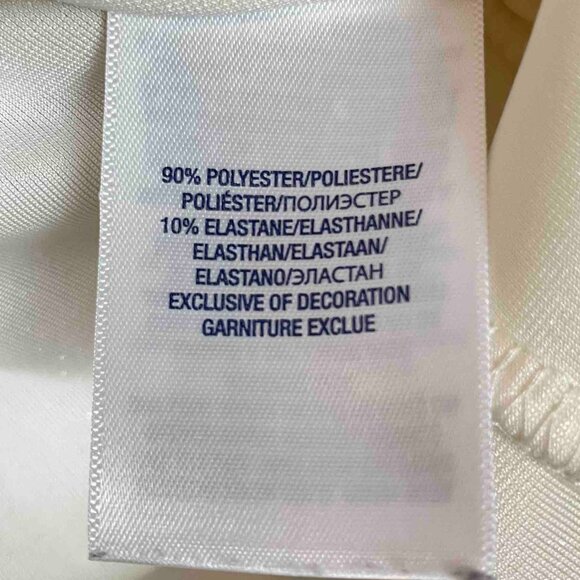 90% POLYESTER/POLIESTERE/
POLIÉSTER/ПОЛИЭСТЕР
10% ELASTANE/ELASTHANNE/
ELASTHAN/ELASTAAN/
ELASTANO/ЭЛАСТАН
EXCLUSIVE OF DECORATION
GARNITURE EXCLUE